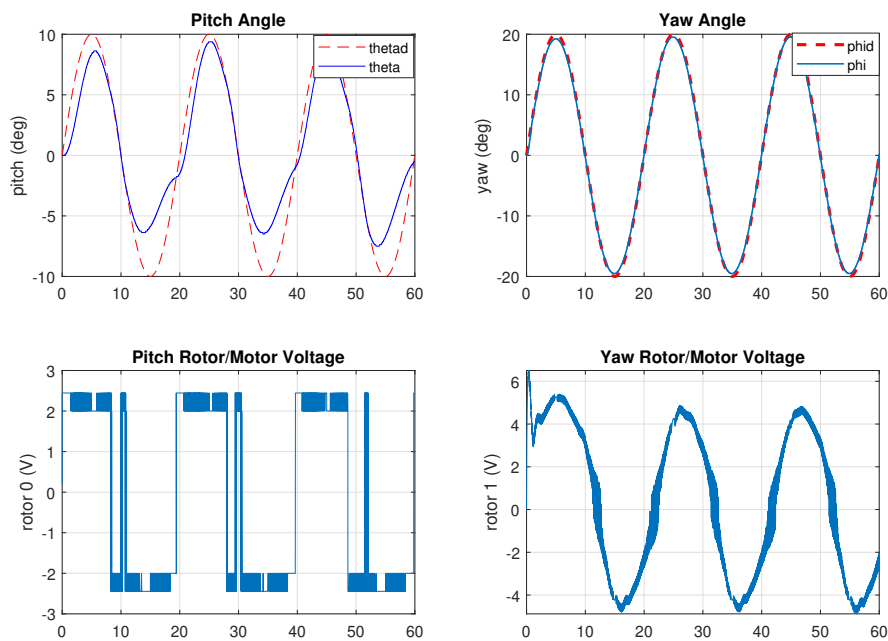 Pitch Angle
10
5
0
-5
-10
pitch (deg)
thetad
theta
0 10 20 30 40 50 60
Yaw Angle
20
10
0
-10
-20
yaw (deg)
phid
phi
0 10 20 30 40 50 60
Pitch Rotor/Motor Voltage
3
2
1
0
-1
-2
-3
rotor 0 (V)
0 10 20 30 40 50 60
Yaw Rotor/Motor Voltage
6
4
2
0
-2
-4
rotor 1 (V)
0 10 20 30 40 50 60